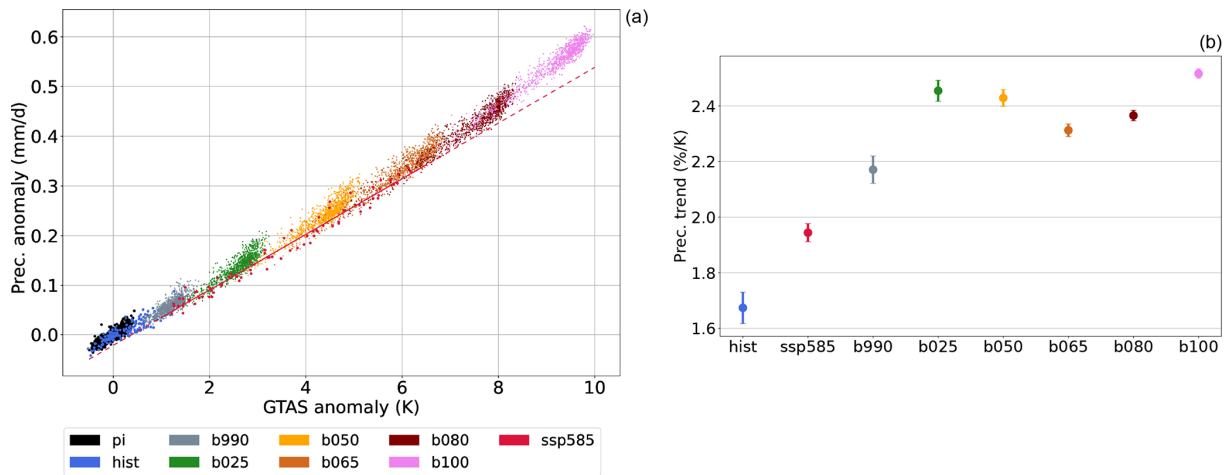 (a)
Prec. anomaly (mm/d)
0.6
0.5
0.4
0.3
0.2
0.1
0.0
0 2 4 6 8 10
GTAS anomaly (K)
pi b990 b050 b080 ssp585
hist b025 b065 b100
(b)
Prec. trend (%/K)
2.4
2.2
2.0
1.8
1.6
hist ssp585 b990 b025 b050 b065 b080 b100